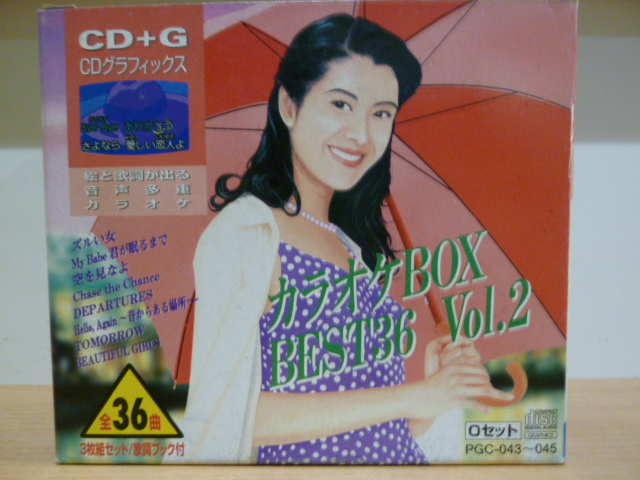 CD+G
CDグラフィックス
さよなら 愛しい恋人よ
絵と歌詞が出る
音声多重
カラオケ
ズルい女
My Babe 君が眠るまで
空を見なよ
Chase the Chance
DEPARTURES
Hello, Again ～昔からある場所～
TOMORROW
BEAUTIFUL GIRLS
カラオケBOX
BEST36 Vol.2
全36曲
3枚組セット/歌詞ブック付
Oセット
COMPACT
disc
DIGITAL AUDIO
GRAPHICS
PGC-043～045